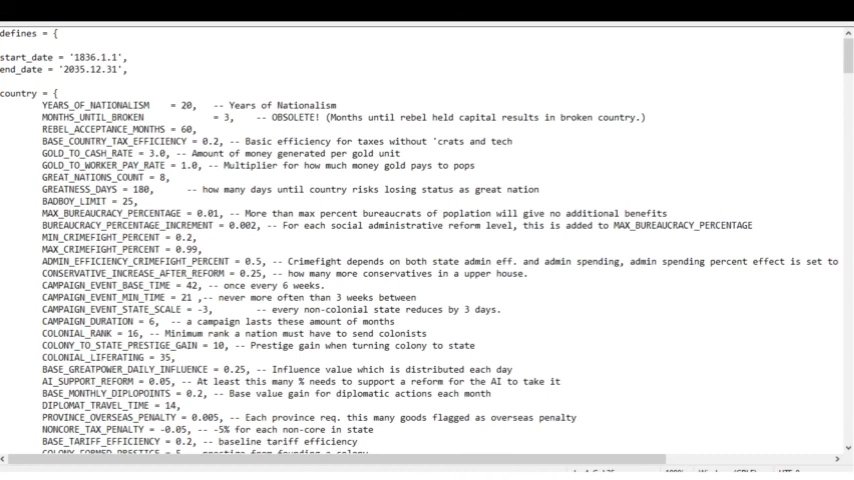 defines = {
start_date = '1836.1.1',
end_date = '2035.12.31',
country = {
YEARS_OF_NATIONALISM = 20, -- Years of Nationalism
MONTHS_UNTIL_BROKEN = 3, -- OBSOLETE! (Months until rebel held capital results in broken country.)
REBEL_ACCEPTANCE_MONTHS = 60,
BASE_COUNTRY_TAX_EFFICIENCY = 0.2, -- Basic efficiency for taxes without 'crats and tech
GOLD_TO_CASH_RATE = 3.0, -- Amount of money generated per gold unit
GOLD_TO_WORKER_PAY_RATE = 1.0, -- Multiplier for how much money gold pays to pops
GREAT_NATIONS_COUNT = 8,
GREATNESS_DAYS = 180, -- how many days until country risks losing status as great nation
BADBOY_LIMIT = 25,
MAX_BUREAUCRACY_PERCENTAGE = 0.01, -- More than max percent bureaucrats of poplation will give no additional benefits
BUREAUCRACY_PERCENTAGE_INCREMENT = 0.002, -- For each social administrative reform level, this is added to MAX_BUREAUCRACY_PERCENTAGE
MIN_CRIMEFIGHT_PERCENT = 0.2,
MAX_CRIMEFIGHT_PERCENT = 0.99,
ADMIN_EFFICIENCY_CRIMEFIGHT_PERCENT = 0.5, -- Crimefight depends on both state admin eff. and admin spending, admin spending percent effect is set to
CONSERVATIVE_INCREASE_AFTER_REFORM = 0.25, -- how many more conservatives in a upper house.
CAMPAIGN_EVENT_BASE_TIME = 42, -- once every 6 weeks.
CAMPAIGN_EVENT_MIN_TIME = 21 ,-- never more often than 3 weeks between
CAMPAIGN_EVENT_STATE_SCALE = -3, -- every non-colonial state reduces by 3 days.
CAMPAIGN_DURATION = 6, -- a campaign lasts these amount of months
COLONIAL_RANK = 16, -- Minimum rank a nation must have to send colonists
COLONY_TO_STATE_PRESTIGE_GAIN = 10, -- Prestige gain when turning colony to state
COLONIAL_LIFERATING = 35,
BASE_GREATPOWER_DAILY_INFLUENCE = 0.25, -- Influence value which is distributed each day
AI_SUPPORT_REFORM = 0.05, -- At least this many % needs to support a reform for the AI to take it
BASE_MONTHLY_DIPLOPOINTS = 0.2, -- Base value gain for diplomatic actions each month
DIPLOMAT_TRAVEL_TIME = 14,
PROVINCE_OVERSEAS_PENALTY = 0.005, -- Each province req. this many goods flagged as overseas penalty
NONCORE_TAX_PENALTY = -0.05, -- -5% for each non-core in state
BASE_TARIFF_EFFICIENCY = 0.2, -- baseline tariff efficiency